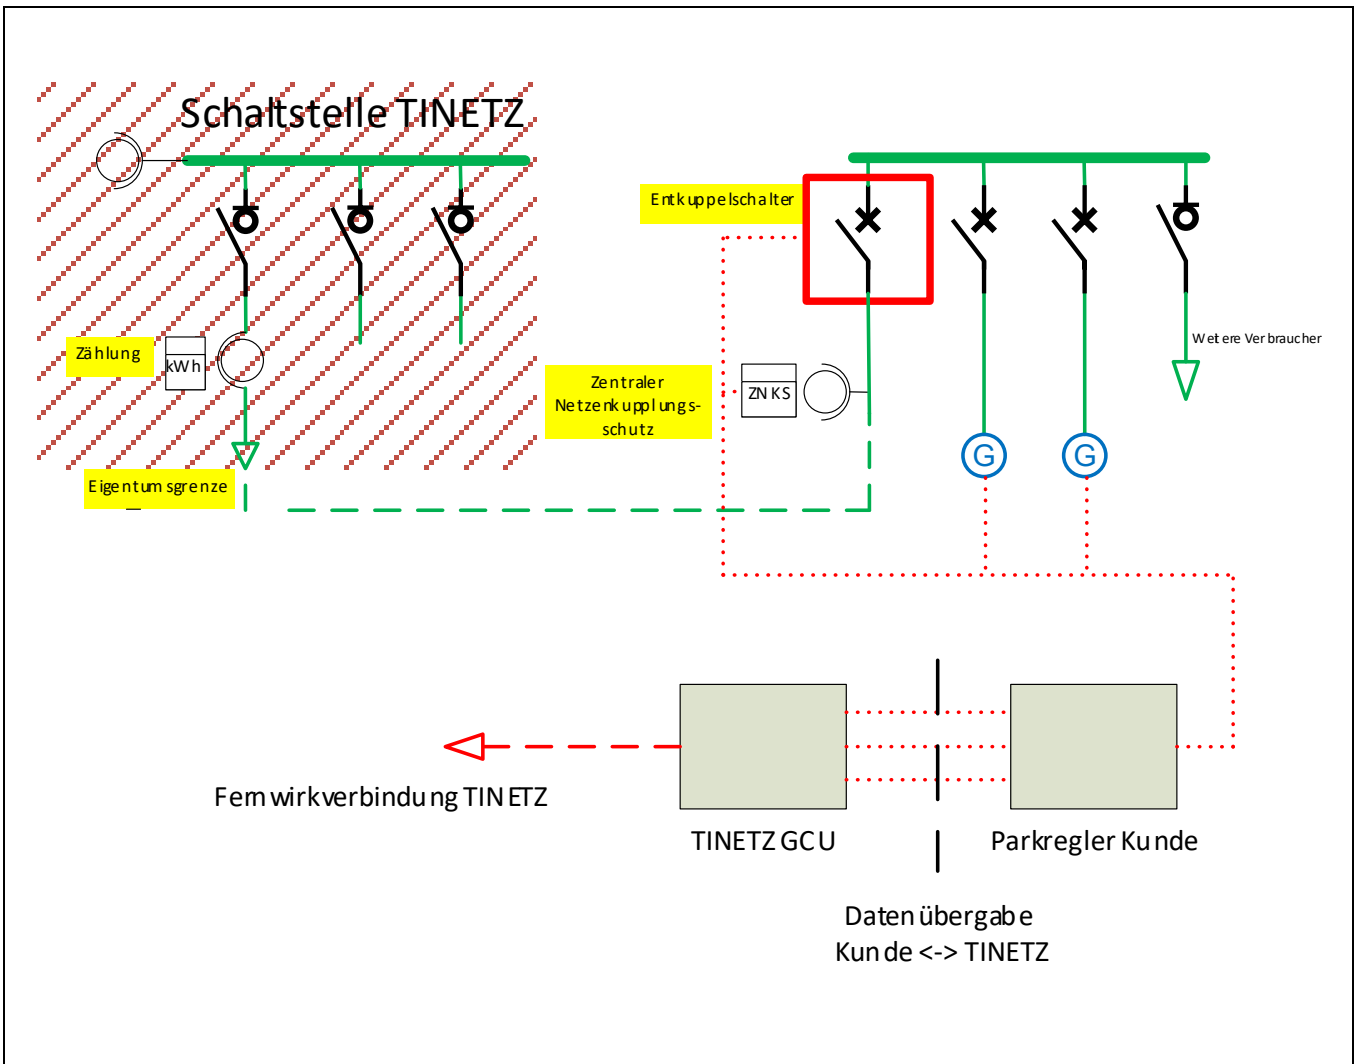 Schaltstelle TINETZ
Entkuppelschalter
Weitere Verbraucher
Zählung
kWh
Zentraler
Netzenkupplungs-
schutz
ZNKS
G
G
Eigentumsgrenze
Fernwirkverbindung TINETZ
TINETZ GCU
Parkregler Kunde
Datenübergabe
Kunde <-> TINETZ